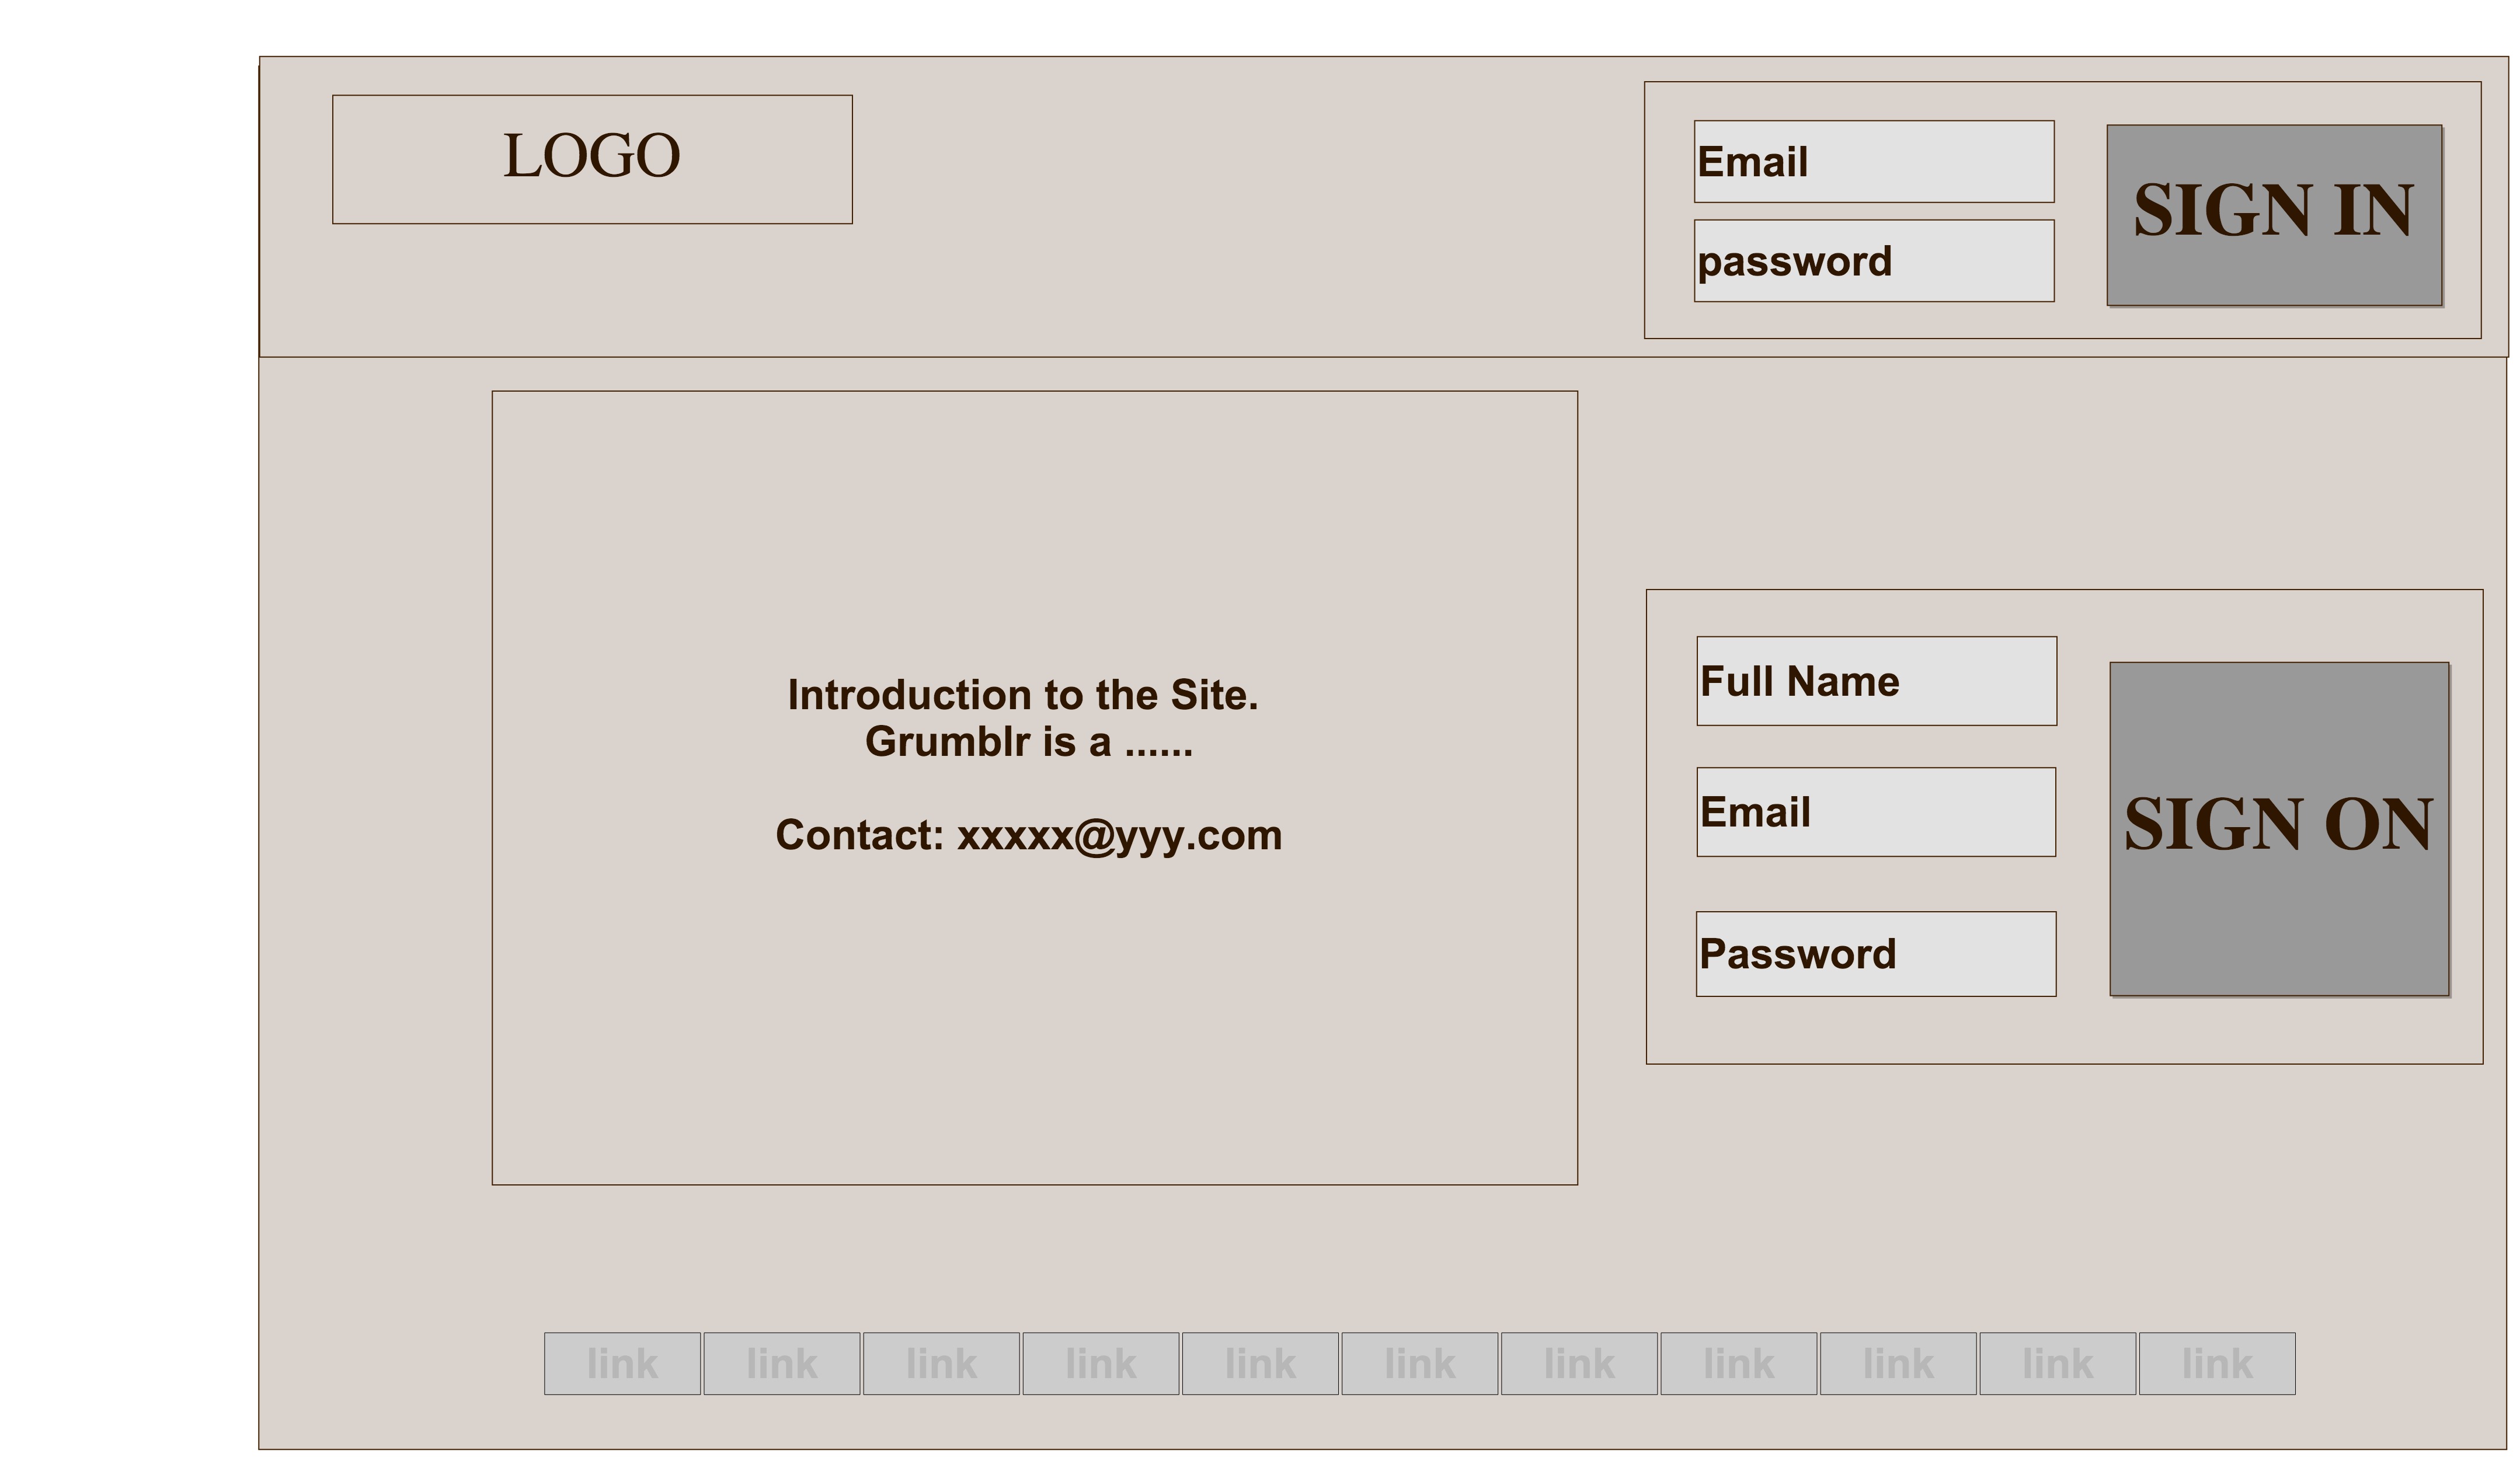 LOGO
Email
password
SIGN IN
Introduction to the Site.
Grumblr is a ......
Contact: xxxxx@yyy.com
Full Name
Email
Password
SIGN ON
link link link link link link link link link link link